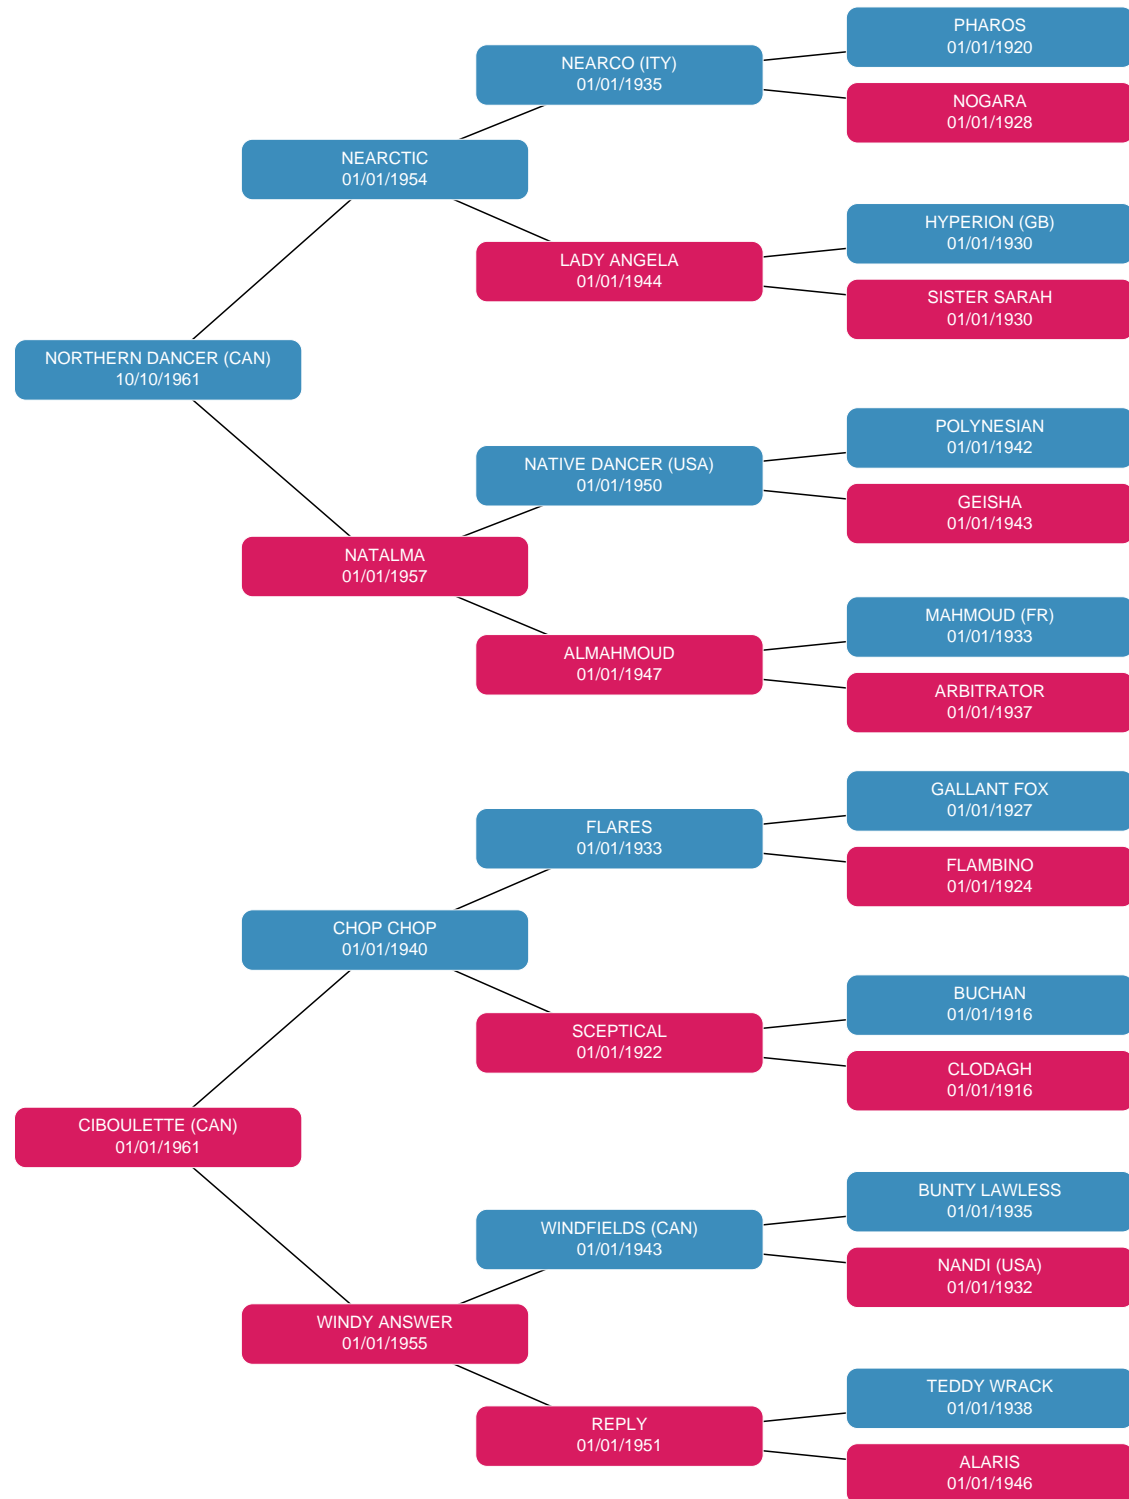 PHAROS
01/01/1920
NEARCO (ITY)
01/01/1935
NOGARA
01/01/1928
NEARCTIC
01/01/1954
HYPERION (GB)
01/01/1930
LADY ANGELA
01/01/1944
SISTER SARAH
01/01/1930
NORTHERN DANCER (CAN)
10/10/1961
POLYNESIAN
01/01/1942
NATIVE DANCER (USA)
01/01/1950
GEISHA
01/01/1943
NATALMA
01/01/1957
MAHMOUD (FR)
01/01/1933
ALMAHMOUD
01/01/1947
ARBITRATOR
01/01/1937
GALLANT FOX
01/01/1927
FLARES
01/01/1933
FLAMBINO
01/01/1924
CHOP CHOP
01/01/1940
BUCHAN
01/01/1916
SCEPTICAL
01/01/1922
CLODAGH
01/01/1916
CIBOULETTE (CAN)
01/01/1961
BUNTY LAWLESS
01/01/1935
WINDFIELDS (CAN)
01/01/1943
NANDI (USA)
01/01/1932
WINDY ANSWER
01/01/1955
TEDDY WRACK
01/01/1938
REPLY
01/01/1951
ALARIS
01/01/1946